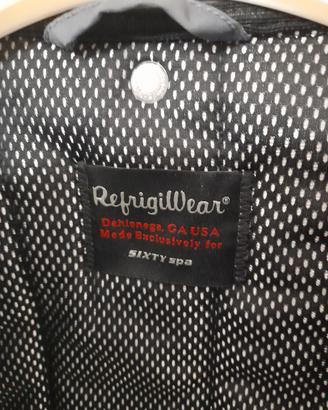 RefrigiWear®
Dahlonega, GA USA
Made Exclusively for
SIXTY spa